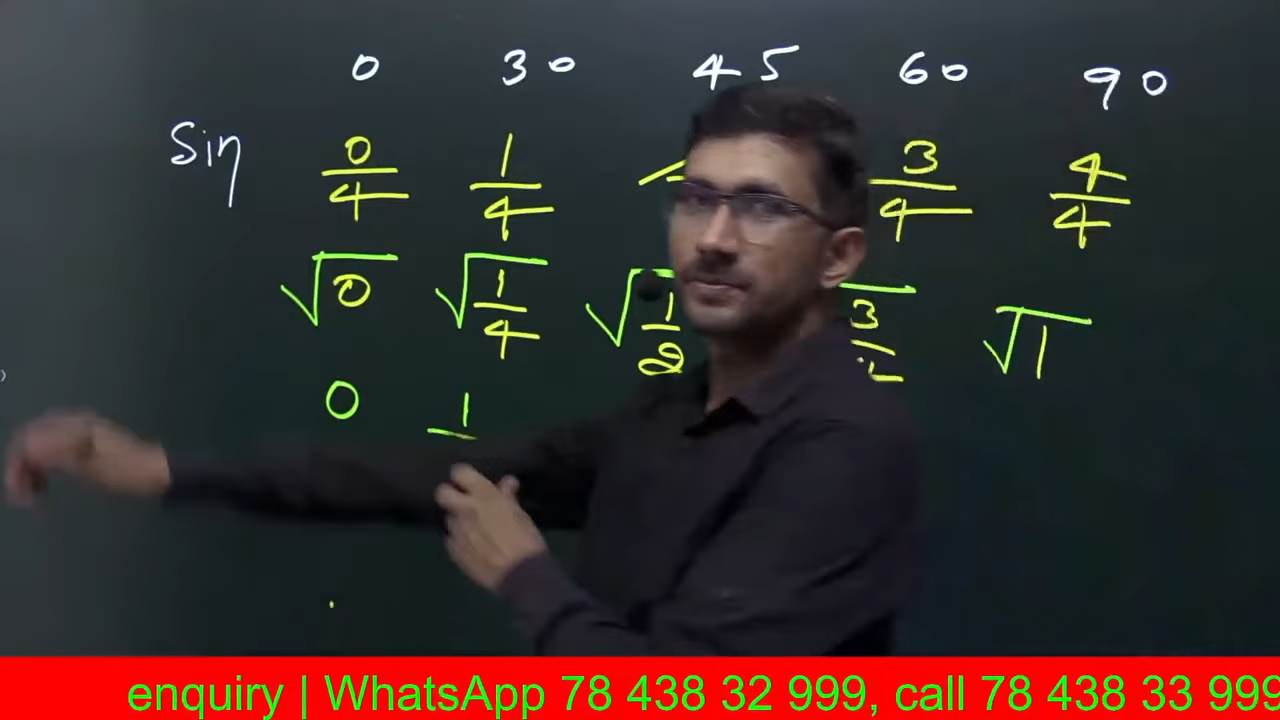 0 30 45 60 90
Sin 0/4 1/4 3/4 4/4
√0 √1/4 √1/2 3 √1
0 1
enquiry | WhatsApp 78 438 32 999, call 78 438 33 999